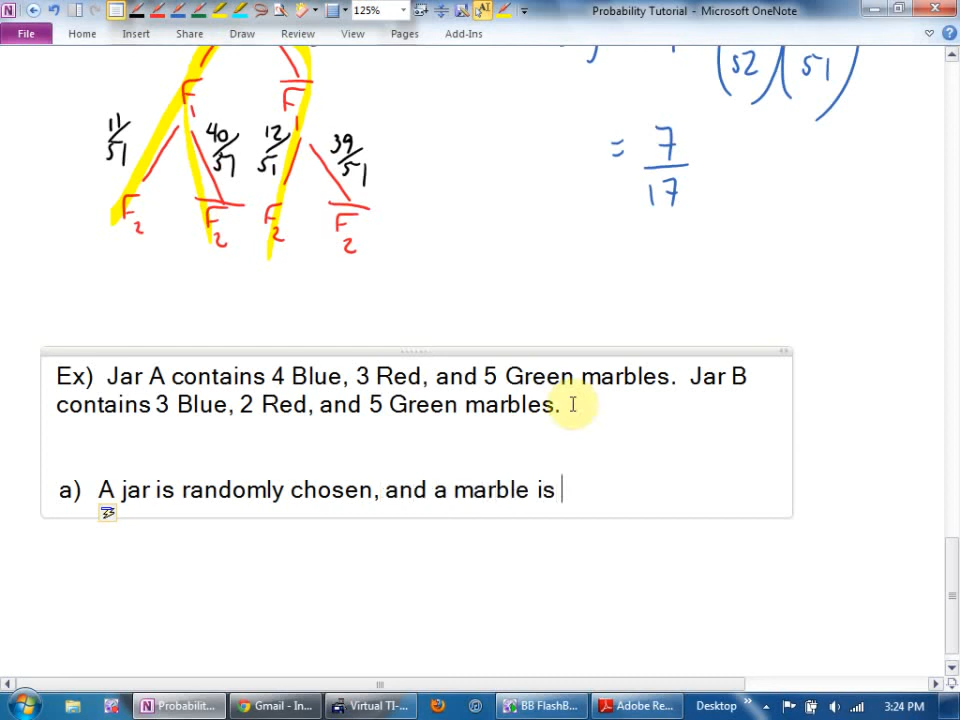 125%
Probability Tutorial - Microsoft OneNote
File Home Insert Share Draw Review View Pages Add-Ins
52 51
F F
11/51 40/51 12/51 39/51
= 7/17
F2 F2 F2 F2
Ex) Jar A contains 4 Blue, 3 Red, and 5 Green marbles. Jar B
contains 3 Blue, 2 Red, and 5 Green marbles.
a) A jar is randomly chosen, and a marble is
Probabilit... Gmail - In... Virtual TI-... BB FlashB... Adobe Re... Desktop 3:24 PM